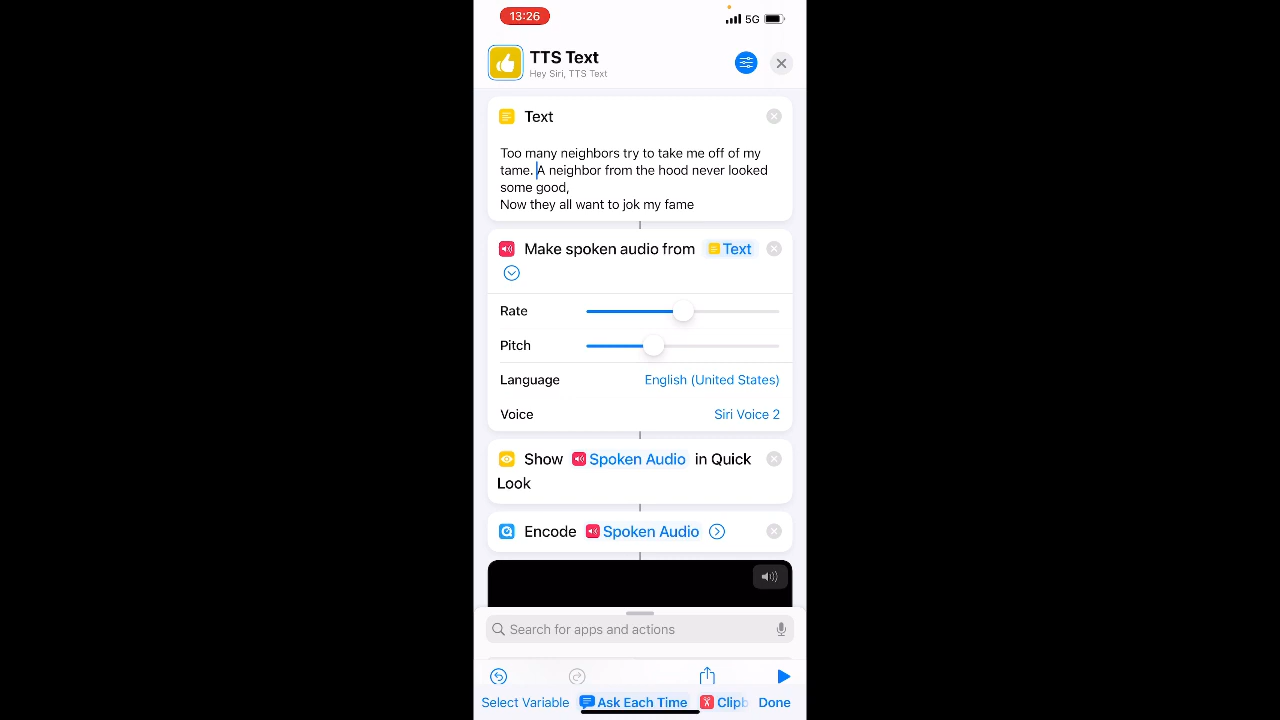 13:26
5G
TTS Text
Hey Siri, TTS Text
Text
Too many neighbors try to take me off of my
tame. A neighbor from the hood never looked
some good,
Now they all want to jok my fame
Make spoken audio from Text
Rate
Pitch
Language English (United States)
Voice Siri Voice 2
Show Spoken Audio in Quick
Look
Encode Spoken Audio
Search for apps and actions
Select Variable Ask Each Time Clipb Done